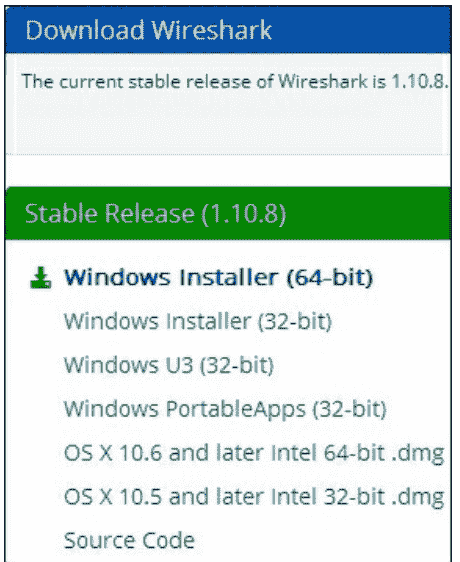 Download Wireshark
The current stable release of Wireshark is 1.10.8.
Stable Release (1.10.8)
Windows Installer (64-bit)
Windows Installer (32-bit)
Windows U3 (32-bit)
Windows PortableApps (32-bit)
OS X 10.6 and later Intel 64-bit .dmg
OS X 10.5 and later Intel 32-bit .dmg
Source Code